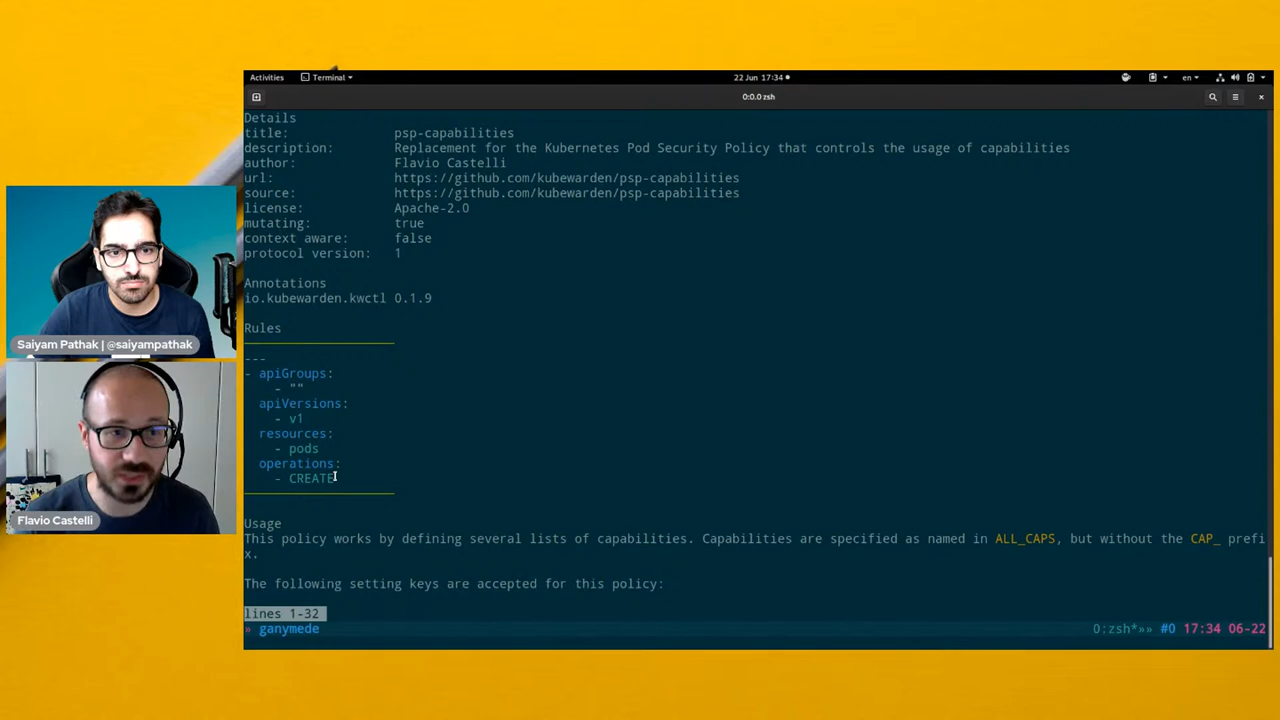 Activities
Terminal
22 Jun 17:34
en
0:0.0 zsh
Details
title: psp-capabilities
description: Replacement for the Kubernetes Pod Security Policy that controls the usage of capabilities
author: Flavio Castelli
url: https://github.com/kubewarden/psp-capabilities
source: https://github.com/kubewarden/psp-capabilities
license: Apache-2.0
mutating: true
context aware: false
protocol version: 1
Annotations
io.kubewarden.kwctl 0.1.9
Rules
---
- apiGroups:
- ""
apiVersions:
- v1
resources:
- pods
operations:
- CREATE
Usage
This policy works by defining several lists of capabilities. Capabilities are specified as named in ALL_CAPS, but without the CAP_ prefi
x.
The following setting keys are accepted for this policy:
lines 1-32
» ganymede
0:zsh*»» #0 17:34 06-22
Saiyam Pathak | @saiyampathak
Flavio Castelli